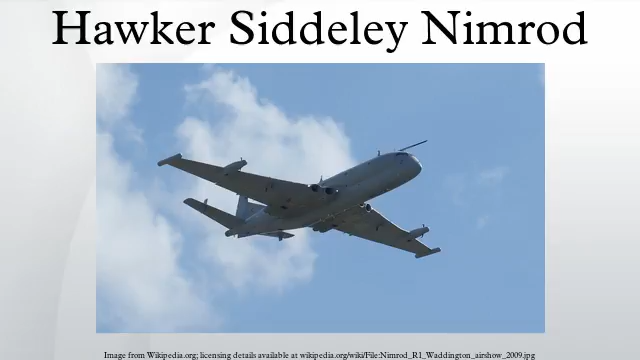 Hawker Siddeley Nimrod
Image from Wikipedia.org; licensing details available at wikipedia.org/wiki/File:Nimrod_R1_Waddington_airshow_2009.jpg